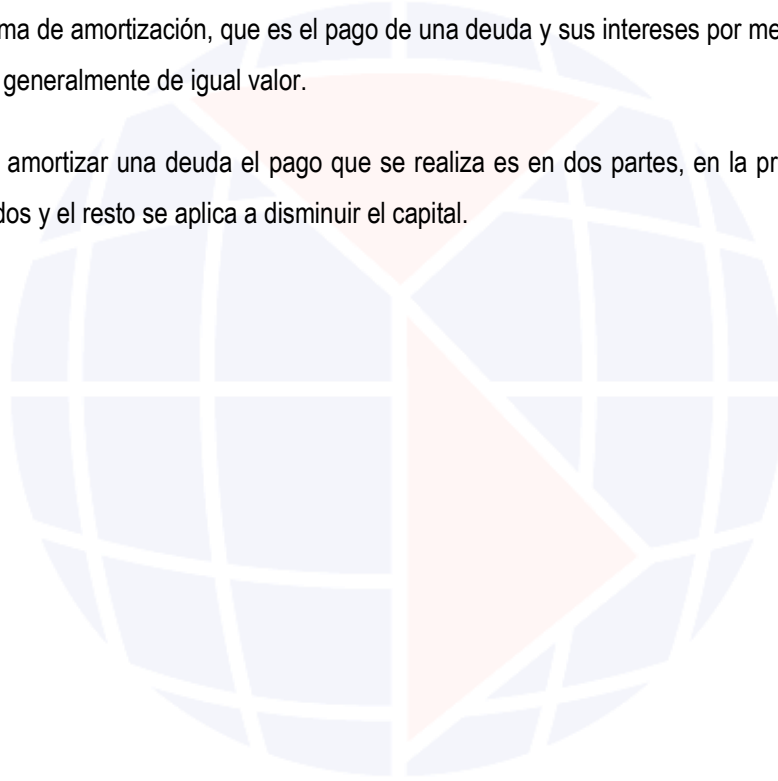 ma de amortización, que es el pago de una deuda y sus intereses por me
generalmente de igual valor.
amortizar una deuda el pago que se realiza es en dos partes, en la pr
dos y el resto se aplica a disminuir el capital.